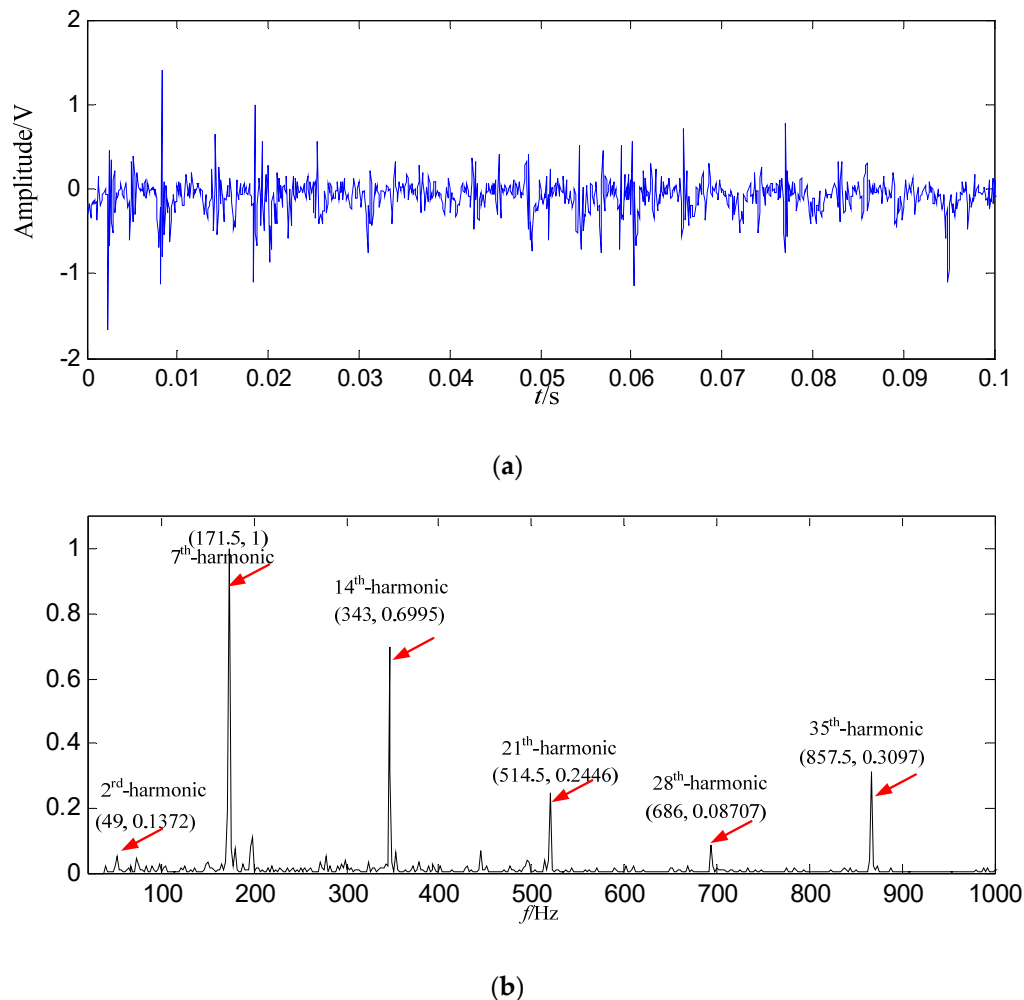 2
1
0
-1
-2
Amplitude/V
0 0.01 0.02 0.03 0.04 0.05 0.06 0.07 0.08 0.09 0.1
t/s
(a)
1
0.8
0.6
0.4
0.2
0
(171.5, 1)
7th-harmonic
14th-harmonic
(343, 0.6995)
2rd-harmonic
(49, 0.1372)
21th-harmonic
(514.5, 0.2446)
28th-harmonic
(686, 0.08707)
35th-harmonic
(857.5, 0.3097)
100 200 300 400 500 600 700 800 900 1000
f/Hz
(b)